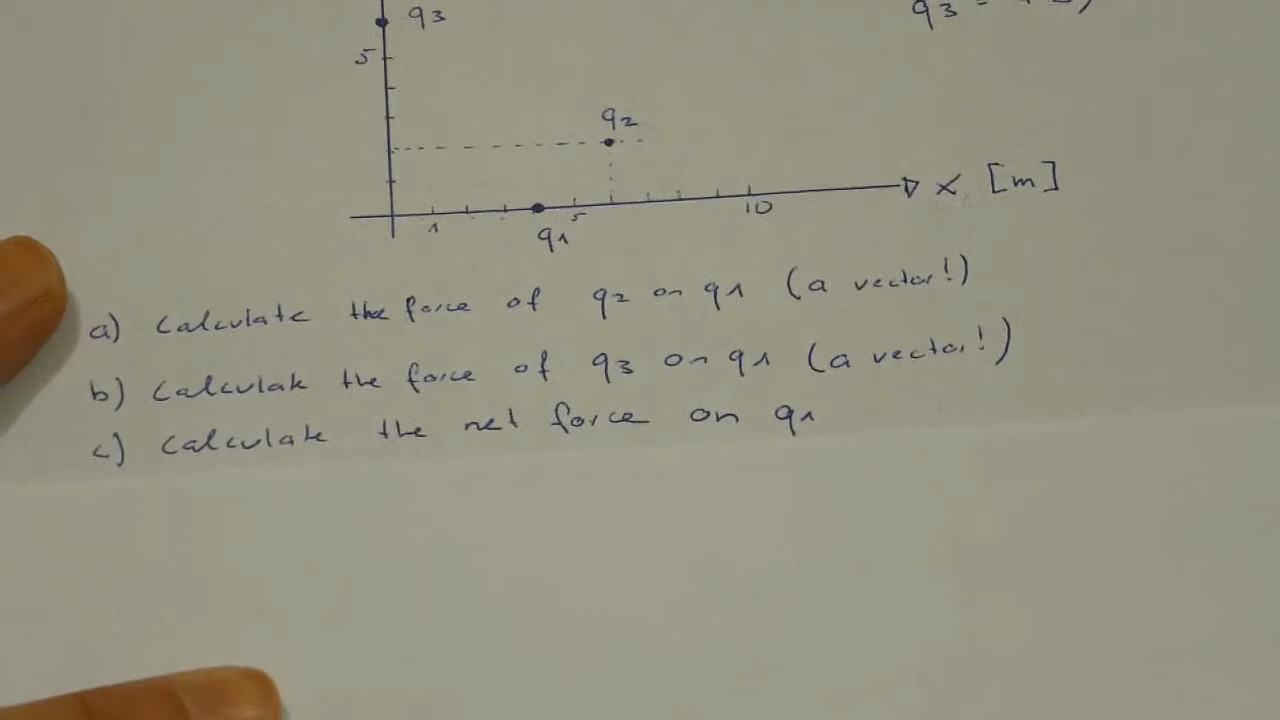 q3
q3
5
q2
x [m]
1
5
10
q1
a) Calculate the force of q2 on q1 (a vector!)
b) Calculate the force of q3 on q1 (a vector!)
c) Calculate the net force on q1